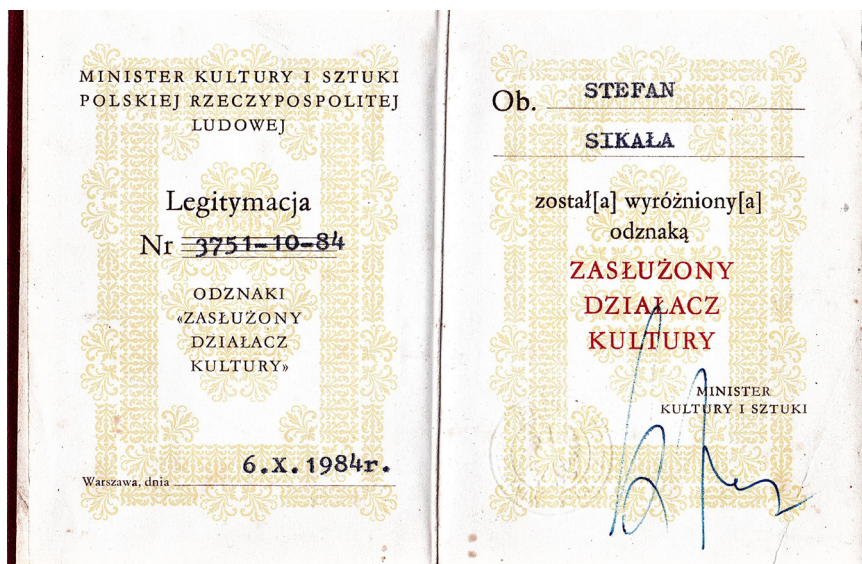 MINISTER KULTURY I SZTUKI
POLSKIEJ RZECZYPOSPOLITEJ
LUDOWEJ
Legitymacja
Nr 3751-10-84
ODZNAKI
«ZASŁUŻONY
DZIAŁACZ
KULTURY»
Warszawa, dnia 6.X.1984r.
Ob. STEFAN
SIKAŁA
został[a] wyróżniony[a]
odznaką
ZASŁUŻONY
DZIAŁACZ
KULTURY
MINISTER
KULTURY I SZTUKI